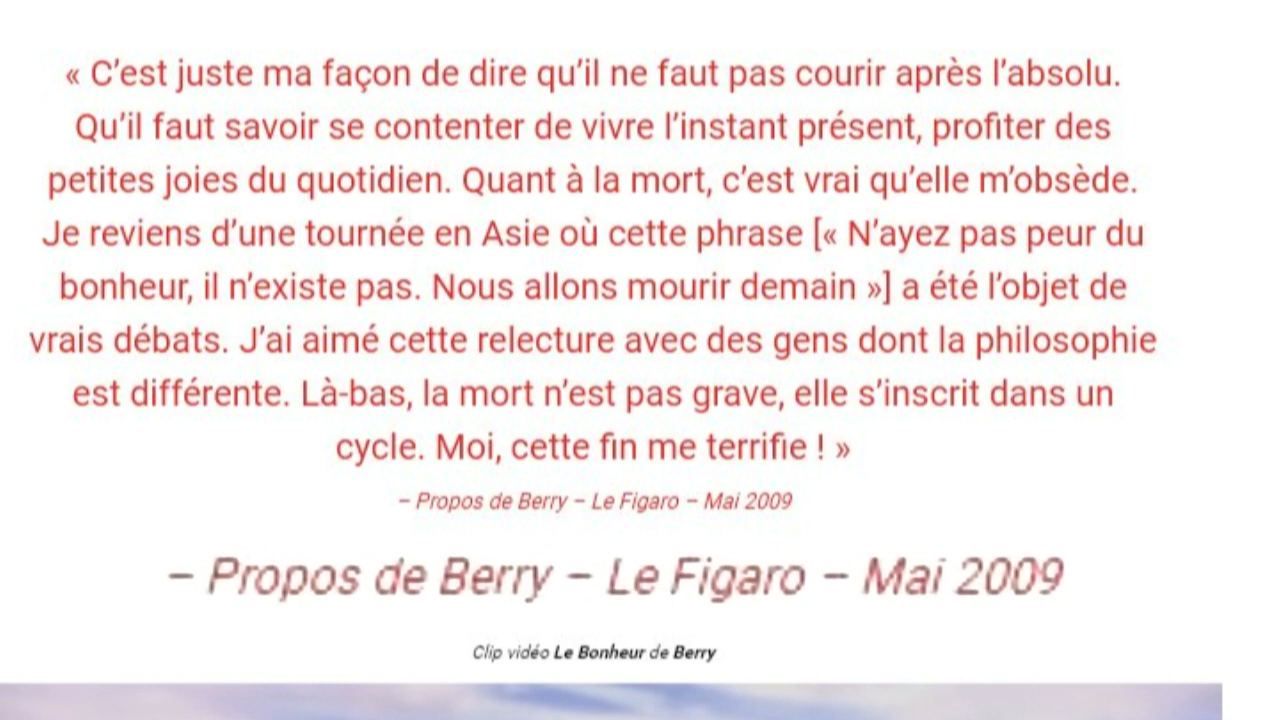 « C’est juste ma façon de dire qu’il ne faut pas courir après l’absolu.
Qu’il faut savoir se contenter de vivre l’instant présent, profiter des
petites joies du quotidien. Quant à la mort, c’est vrai qu’elle m’obsède.
Je reviens d’une tournée en Asie où cette phrase [« N’ayez pas peur du
bonheur, il n’existe pas. Nous allons mourir demain »] a été l’objet de
vrais débats. J’ai aimé cette relecture avec des gens dont la philosophie
est différente. Là-bas, la mort n’est pas grave, elle s’inscrit dans un
cycle. Moi, cette fin me terrifie ! »
– Propos de Berry – Le Figaro – Mai 2009
– Propos de Berry – Le Figaro – Mai 2009
Clip vidéo Le Bonheur de Berry